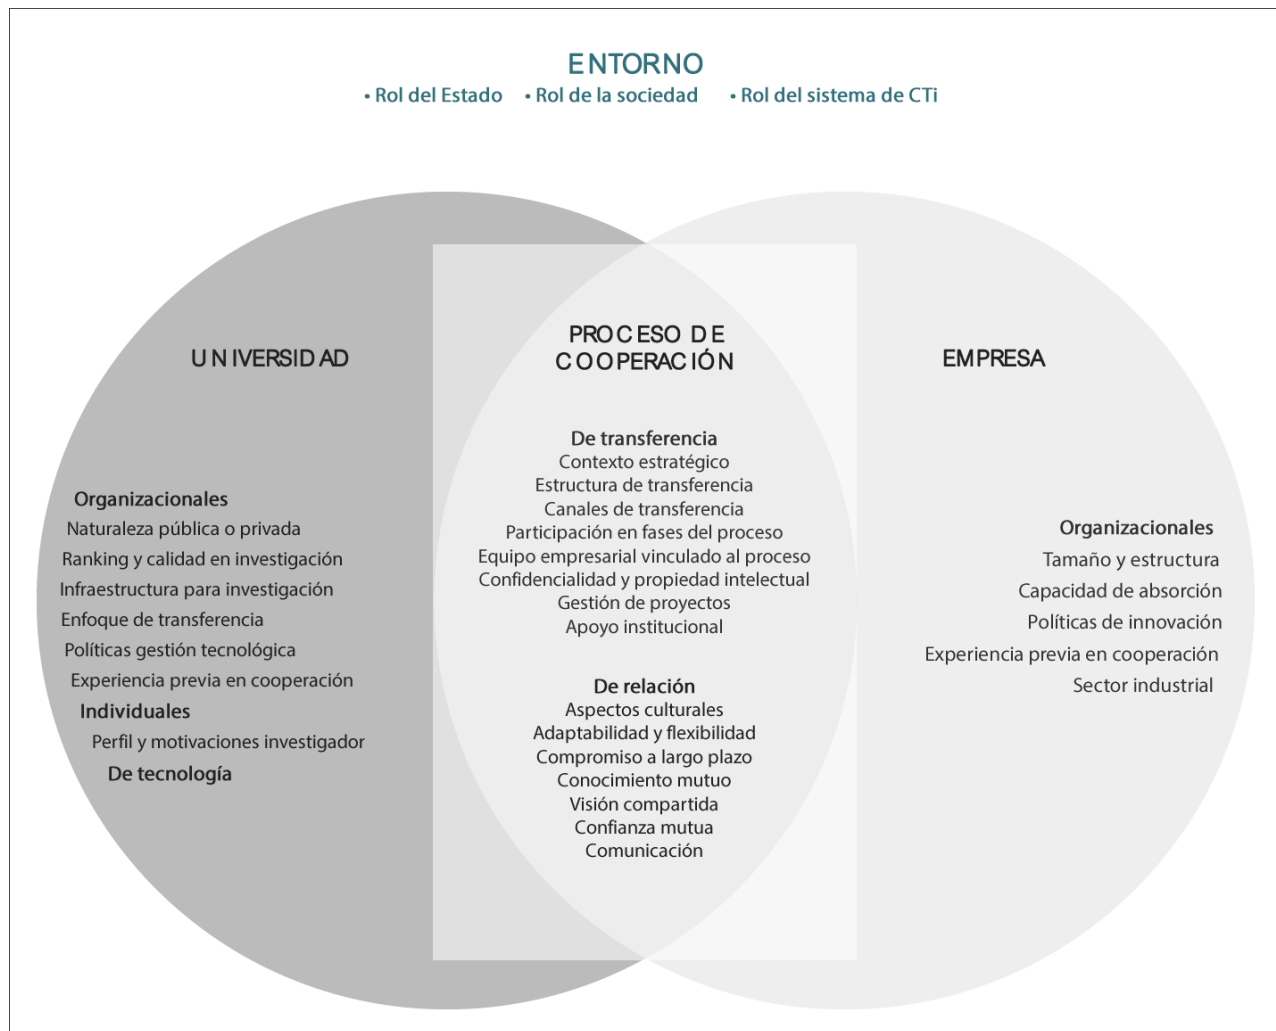 ENTORNO
• Rol del Estado • Rol de la sociedad • Rol del sistema de CTi
UNIVERSIDAD
Organizacionales
Naturaleza pública o privada
Ranking y calidad en investigación
Infraestructura para investigación
Enfoque de transferencia
Políticas gestión tecnológica
Experiencia previa en cooperación
Individuales
Perfil y motivaciones investigador
De tecnología
PROCESO DE
COOPERACIÓN
De transferencia
Contexto estratégico
Estructura de transferencia
Canales de transferencia
Participación en fases del proceso
Equipo empresarial vinculado al proceso
Confidencialidad y propiedad intelectual
Gestión de proyectos
Apoyo institucional
De relación
Aspectos culturales
Adaptabilidad y flexibilidad
Compromiso a largo plazo
Conocimiento mutuo
Visión compartida
Confianza mutua
Comunicación
EMPRESA
Organizacionales
Tamaño y estructura
Capacidad de absorción
Políticas de innovación
Experiencia previa en cooperación
Sector industrial